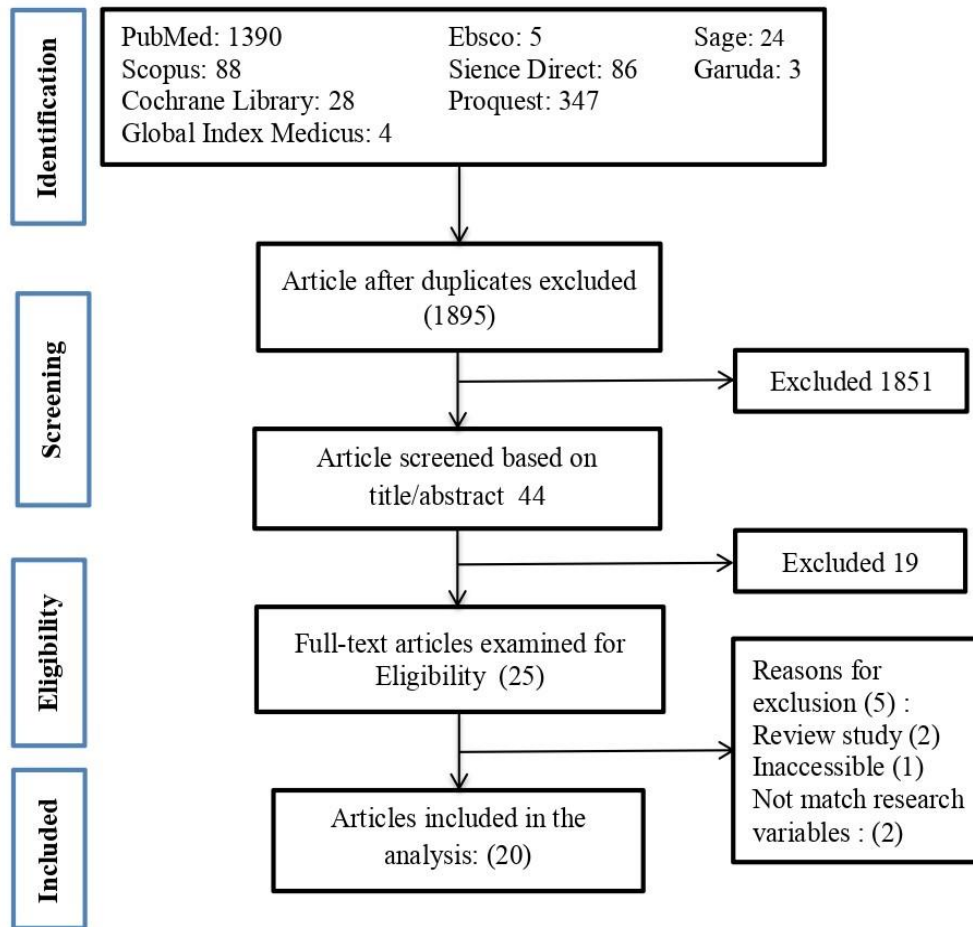 Identification
PubMed: 1390
Scopus: 88
Cochrane Library: 28
Global Index Medicus: 4
Ebsco: 5
Sience Direct: 86
Proquest: 347
Sage: 24
Garuda: 3
Screening
Article after duplicates excluded
(1895)
Excluded 1851
Article screened based on
title/abstract 44
Eligibility
Excluded 19
Full-text articles examined for
Eligibility (25)
Reasons for
exclusion (5) :
Review study (2)
Inaccessible (1)
Not match research
variables : (2)
Included
Articles included in the
analysis: (20)